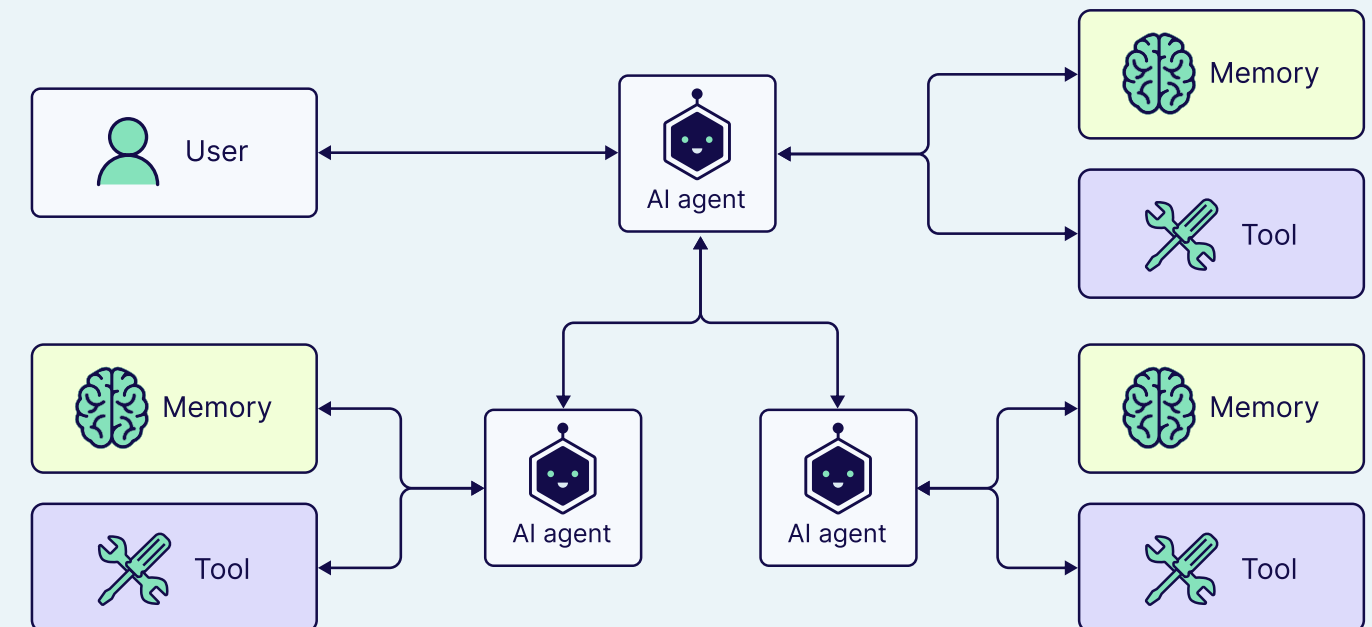 User
AI agent
Memory
Tool
Memory
Tool
AI agent
AI agent
Memory
Tool